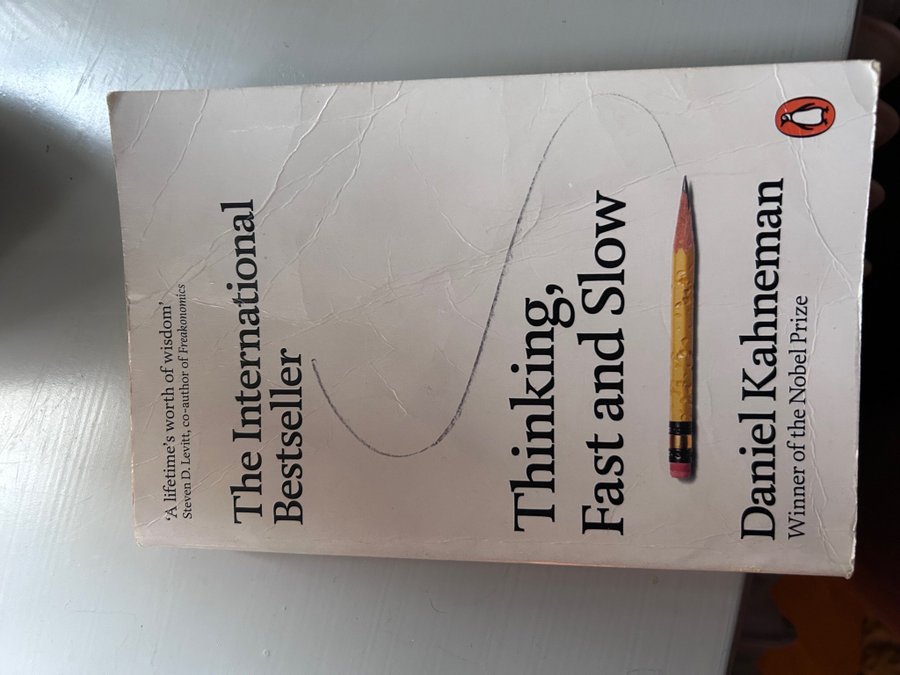 ‘A lifetime’s worth of wisdom’
Steven D. Levitt, co-author of Freakonomics
The International
Bestseller
Thinking,
Fast and Slow
Daniel Kahneman
Winner of the Nobel Prize